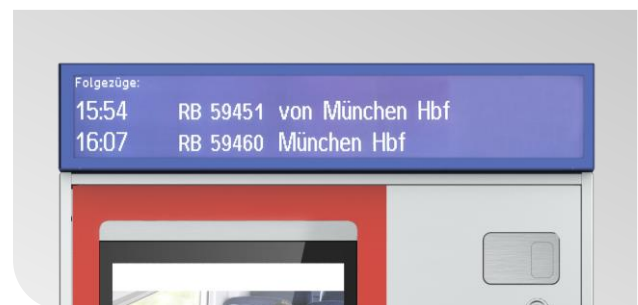 Folgezüge:
15:54 RB 59451 von München Hbf
16:07 RB 59460 München Hbf